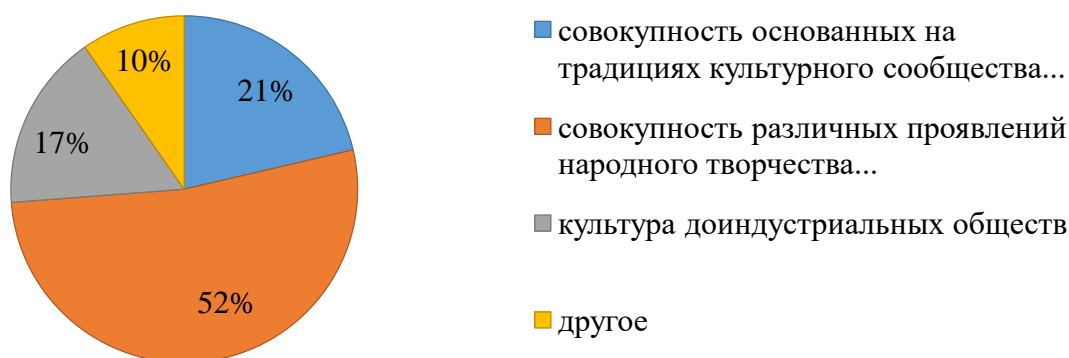 10%
21%
17%
52%
совокупность основанных на
традициях культурного сообщества...
совокупность различных проявлений
народного творчества...
культура доиндустриальных обществ
другое